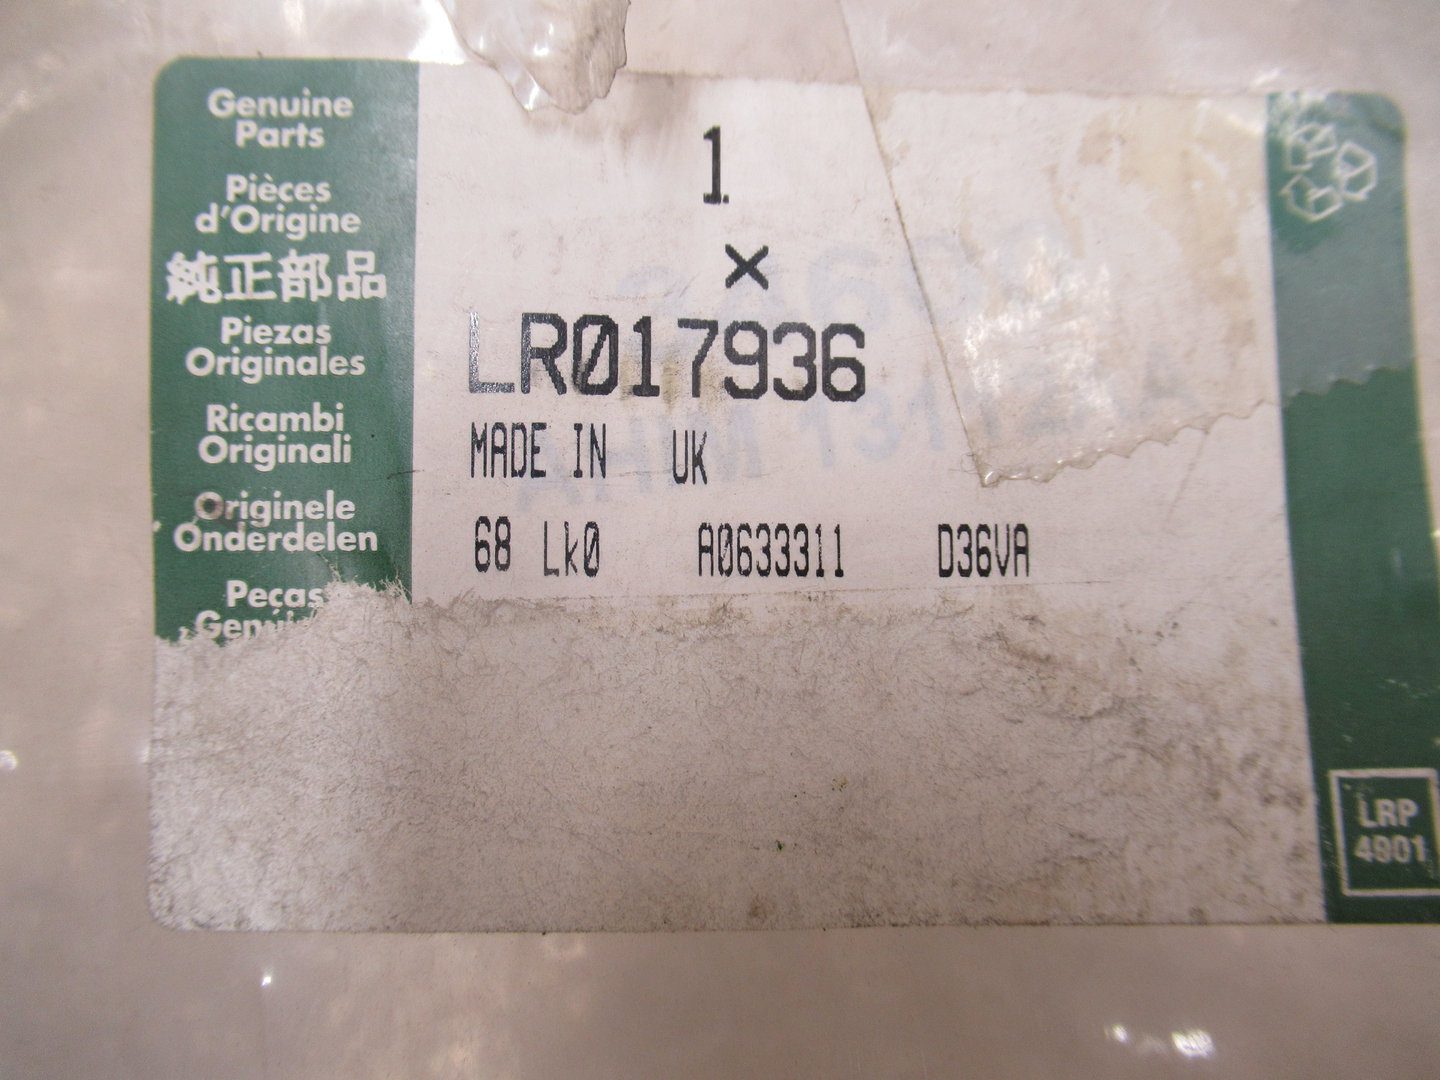 Genuine
Parts
Pièces
d'Origine
純正部品
Piezas
Originales
Ricambi
Originali
Originele
Onderdelen
Peças
1
×
LR017936
MADE IN UK
68 Lk0 A0633311 D36VA
LRP
4901